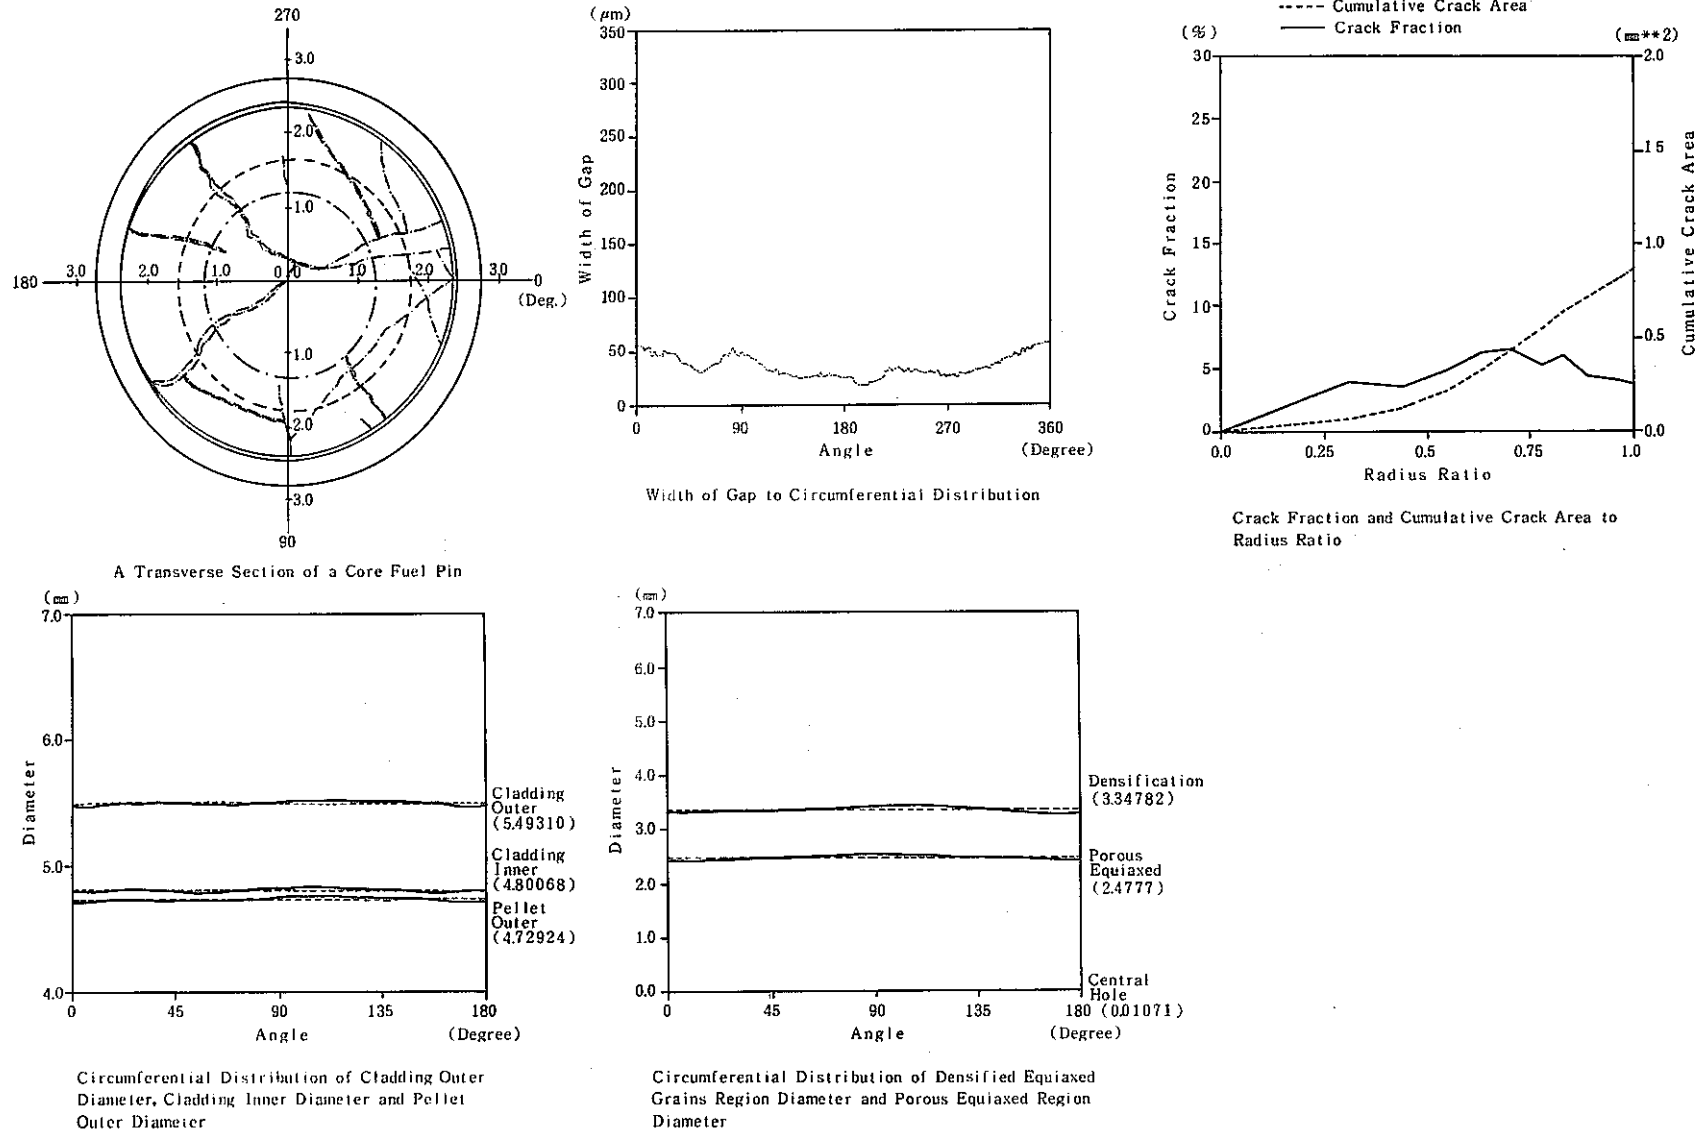 270
3.0
2.0
1.0
180
3.0
2.0
1.0
0
0
1.0
2.0
3.0
0
(Deg.)
1.0
2.0
3.0
90
A Transverse Section of a Core Fuel Pin
(μm)
350
300
250
200
150
100
50
0
Width of Gap
0
90
180
270
360
Angle
(Degree)
Width of Gap to Circumferential Distribution
Cumulative Crack Area
Crack Fraction
(%)
(mm**2)
30
25
20
15
10
5
0
Crack Fraction
2.0
1 5
1.0
0.5
0.0
Cumulative Crack Area
0.0
0.25
0.5
0.75
1.0
Radius Ratio
Crack Fraction and Cumulative Crack Area to
Radius Ratio
(mm)
7.0
6.0
5.0
4.0
Diameter
Cladding
Outer
(5.49310)
Cladding
Inner
(4.80068)
Pellet
Outer
(4.72924)
0
45
90
135
180
Angle
(Degree)
Circumferential Distribution of Cladding Outer
Diameter, Cladding Inner Diameter and Pellet
Outer Diameter
(mm)
7.0
6.0
5.0
4.0
3.0
2.0
1.0
0.0
Diameter
Densification
(3.34782)
Porous
Equiaxed
(2.4777)
Central
Hole
(0.01071)
0
45
90
135
180
Angle
(Degree)
Circumferential Distribution of Densified Equiaxed
Grains Region Diameter and Porous Equiaxed Region
Diameter